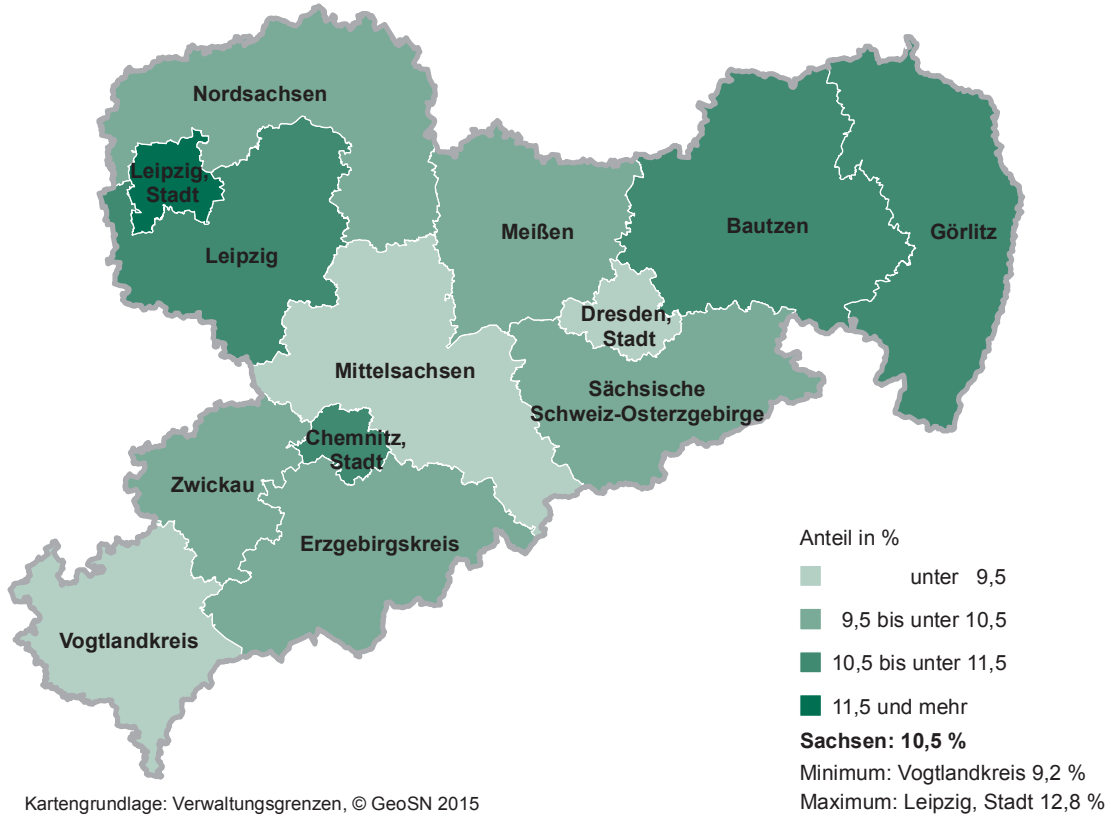 Nordsachsen
Leipzig,
Stadt
Leipzig
Meißen
Bautzen
Görlitz
Dresden,
Stadt
Mittelsachsen
Sächsische
Schweiz-Osterzgebirge
Chemnitz,
Stadt
Zwickau
Erzgebirgskreis
Vogtlandkreis
Anteil in %
unter 9,5
9,5 bis unter 10,5
10,5 bis unter 11,5
11,5 und mehr
Sachsen: 10,5 %
Minimum: Vogtlandkreis 9,2 %
Maximum: Leipzig, Stadt 12,8 %
Kartengrundlage: Verwaltungsgrenzen, © GeoSN 2015